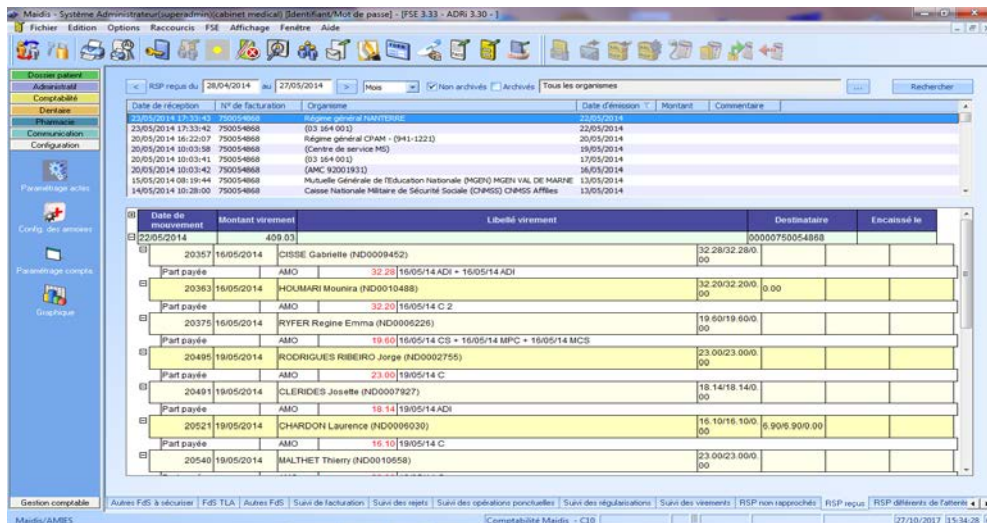 Maidis - Système Administrateur(superadmin)(cabinet medical) [Identifiant/Mot de passe] - [FSE 3.33 - ADRi 3.30 - ]
Fichier Edition Options Raccourcis FSE Affichage Fenêtre Aide
Dossier patient
Administratif
Comptabilité
Dentaire
Pharmacie
Communication
Configuration
Paramétrage actes
Config. des armoires
Paramétrage compta
Graphique
Gestion comptable
< RSP reçus du 28/04/2014 au 27/05/2014 > Mois Non archivés Archivés Tous les organismes ... Rechercher
Date de réception N° de facturation Organisme Date d'émission Montant Commentaire
23/05/2014 17:33:43 750054868 Régime général NANTERRE 22/05/2014
23/05/2014 17:33:42 750054868 (03 164 001) 22/05/2014
20/05/2014 16:22:07 750054868 Régime général CPAM - (941-1221) 20/05/2014
20/05/2014 10:03:58 750054868 (Centre de service MS) 19/05/2014
20/05/2014 10:03:41 750054868 (03 164 001) 17/05/2014
20/05/2014 10:03:42 750054868 (AMC 92001931) 16/05/2014
15/05/2014 08:19:44 750054868 Mutuelle Générale de l'Education Nationale (MGEN) MGEN VAL DE MARNE 13/05/2014
14/05/2014 10:28:00 750054868 Caisse Nationale Militaire de Sécurité Sociale (CNMSS) CNMSS Affilies 13/05/2014
Date de mouvement Montant virement Libellé virement Destinataire Encaissé le
22/05/2014 409.03 00000750054868
20357 16/05/2014 CISSE Gabrielle (ND0009452) 32.28/32.28/0.00
Part payée AMO 32.28 16/05/14 ADI + 16/05/14 ADI
20363 16/05/2014 HOUMARI Mounira (ND0010488) 32.20/32.20/0.00 0.00
Part payée AMO 32.20 16/05/14 C 2
20375 16/05/2014 RYFER Regine Emma (ND0006226) 19.60/19.60/0.00
Part payée AMO 19.60 16/05/14 CS + 16/05/14 MPC + 16/05/14 MCS
20495 19/05/2014 RODRIGUES RIBEIRO Jorge (ND0002755) 23.00/23.00/0.00
Part payée AMO 23.00 19/05/14 C
20491 19/05/2014 CLERIDES Josette (ND0007927) 18.14/18.14/0.00
Part payée AMO 18.14 19/05/14 ADI
20521 19/05/2014 CHARDON Laurence (ND0006030) 16.10/16.10/0.00 6.90/6.90/0.00
Part payée AMO 16.10 19/05/14 C
20540 19/05/2014 MALTHET Thierry (ND0010658) 23.00/23.00/0.00
Autres FdS à sécuriser FdS TLA Autres FdS Suivi de facturation Suivi des rejets Suivi des opérations ponctuelles Suivi des régularisations Suivi des virements RSP non rapprochés RSP reçus RSP différents de l'attente
Maidis/AMIES Comptabilité Maidis - C10 27/10/2017 15:34:28